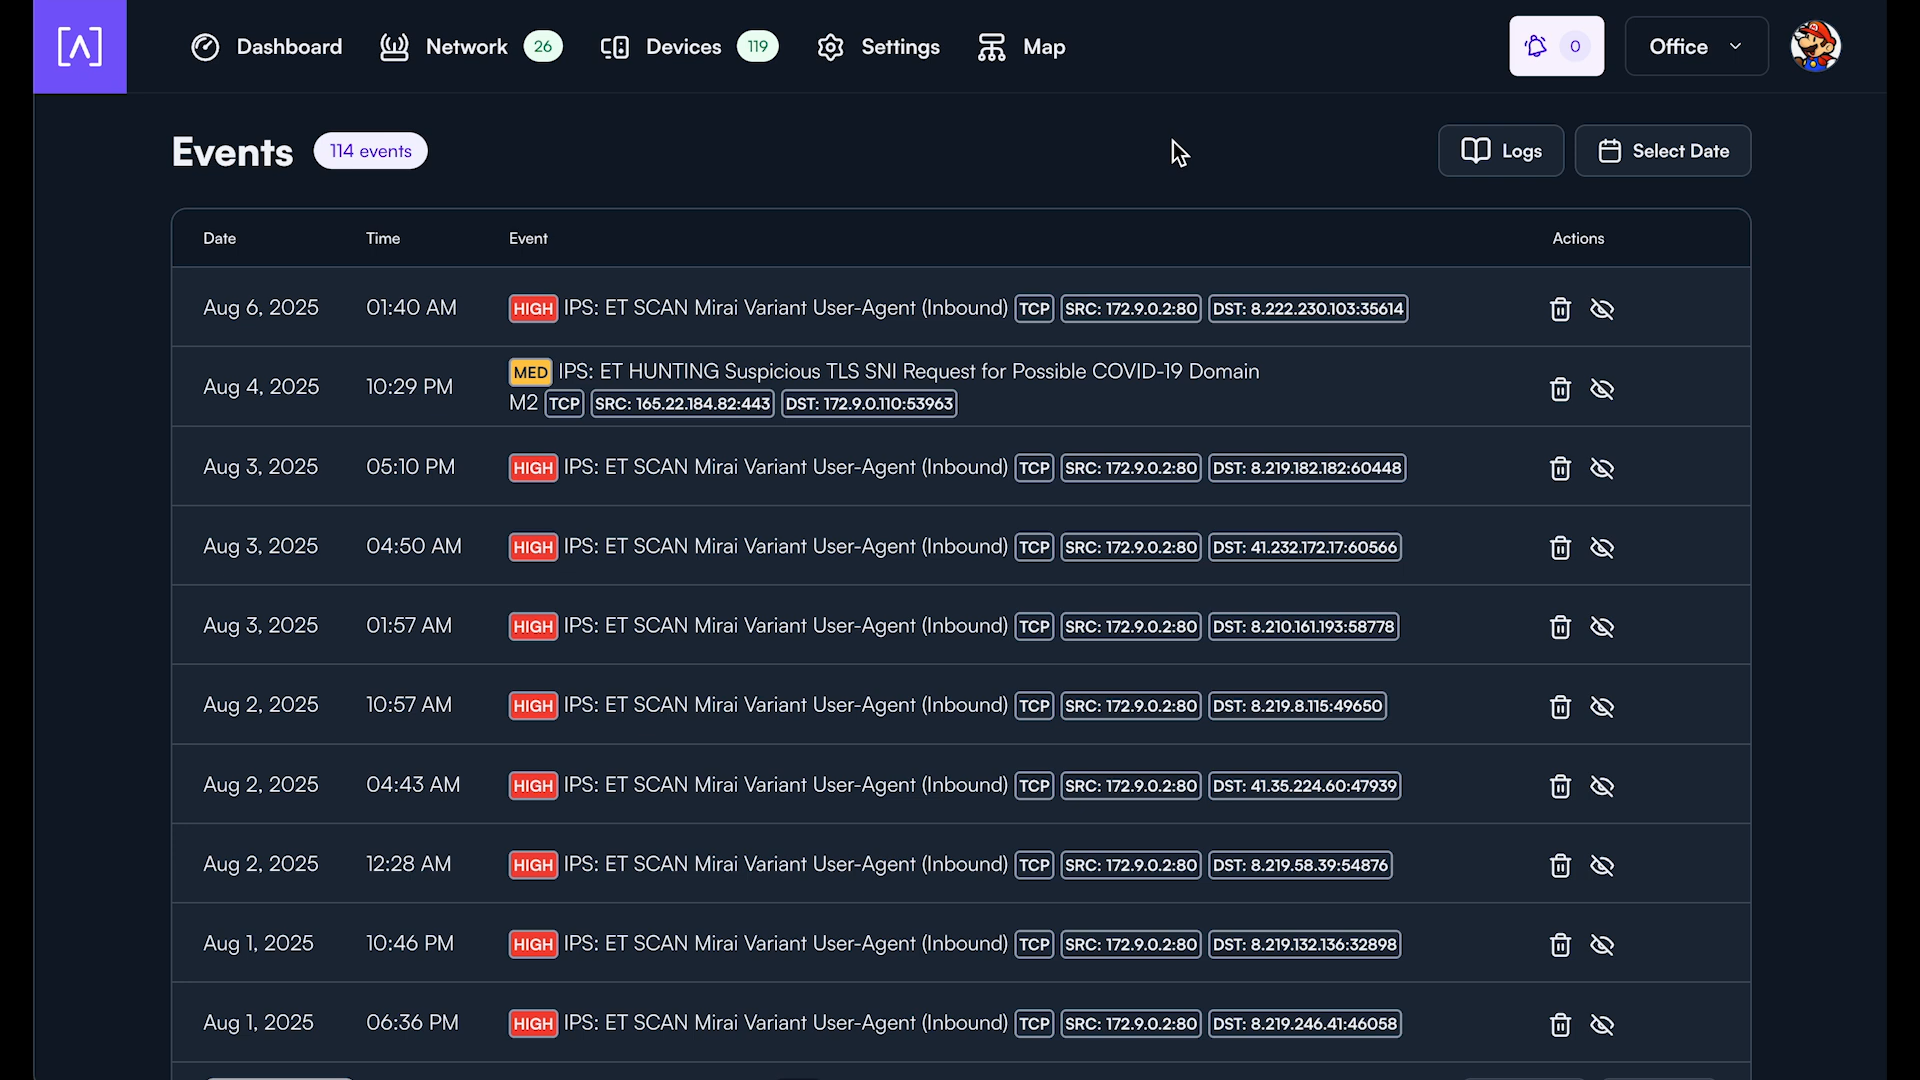 [Λ] Dashboard Network 26 Devices 119 Settings Map 0 Office
Events 114 events Logs Select Date
Date Time Event Actions
Aug 6, 2025 01:40 AM HIGH IPS: ET SCAN Mirai Variant User-Agent (Inbound) TCP SRC: 172.9.0.2:80 DST: 8.222.230.103:35614
Aug 4, 2025 10:29 PM MED IPS: ET HUNTING Suspicious TLS SNI Request for Possible COVID-19 Domain
M2 TCP SRC: 165.22.184.82:443 DST: 172.9.0.110:53963
Aug 3, 2025 05:10 PM HIGH IPS: ET SCAN Mirai Variant User-Agent (Inbound) TCP SRC: 172.9.0.2:80 DST: 8.219.182.182:60448
Aug 3, 2025 04:50 AM HIGH IPS: ET SCAN Mirai Variant User-Agent (Inbound) TCP SRC: 172.9.0.2:80 DST: 41.232.172.17:60566
Aug 3, 2025 01:57 AM HIGH IPS: ET SCAN Mirai Variant User-Agent (Inbound) TCP SRC: 172.9.0.2:80 DST: 8.210.161.193:58778
Aug 2, 2025 10:57 AM HIGH IPS: ET SCAN Mirai Variant User-Agent (Inbound) TCP SRC: 172.9.0.2:80 DST: 8.219.8.115:49650
Aug 2, 2025 04:43 AM HIGH IPS: ET SCAN Mirai Variant User-Agent (Inbound) TCP SRC: 172.9.0.2:80 DST: 41.35.224.60:47939
Aug 2, 2025 12:28 AM HIGH IPS: ET SCAN Mirai Variant User-Agent (Inbound) TCP SRC: 172.9.0.2:80 DST: 8.219.58.39:54876
Aug 1, 2025 10:46 PM HIGH IPS: ET SCAN Mirai Variant User-Agent (Inbound) TCP SRC: 172.9.0.2:80 DST: 8.219.132.136:32898
Aug 1, 2025 06:36 PM HIGH IPS: ET SCAN Mirai Variant User-Agent (Inbound) TCP SRC: 172.9.0.2:80 DST: 8.219.246.41:46058